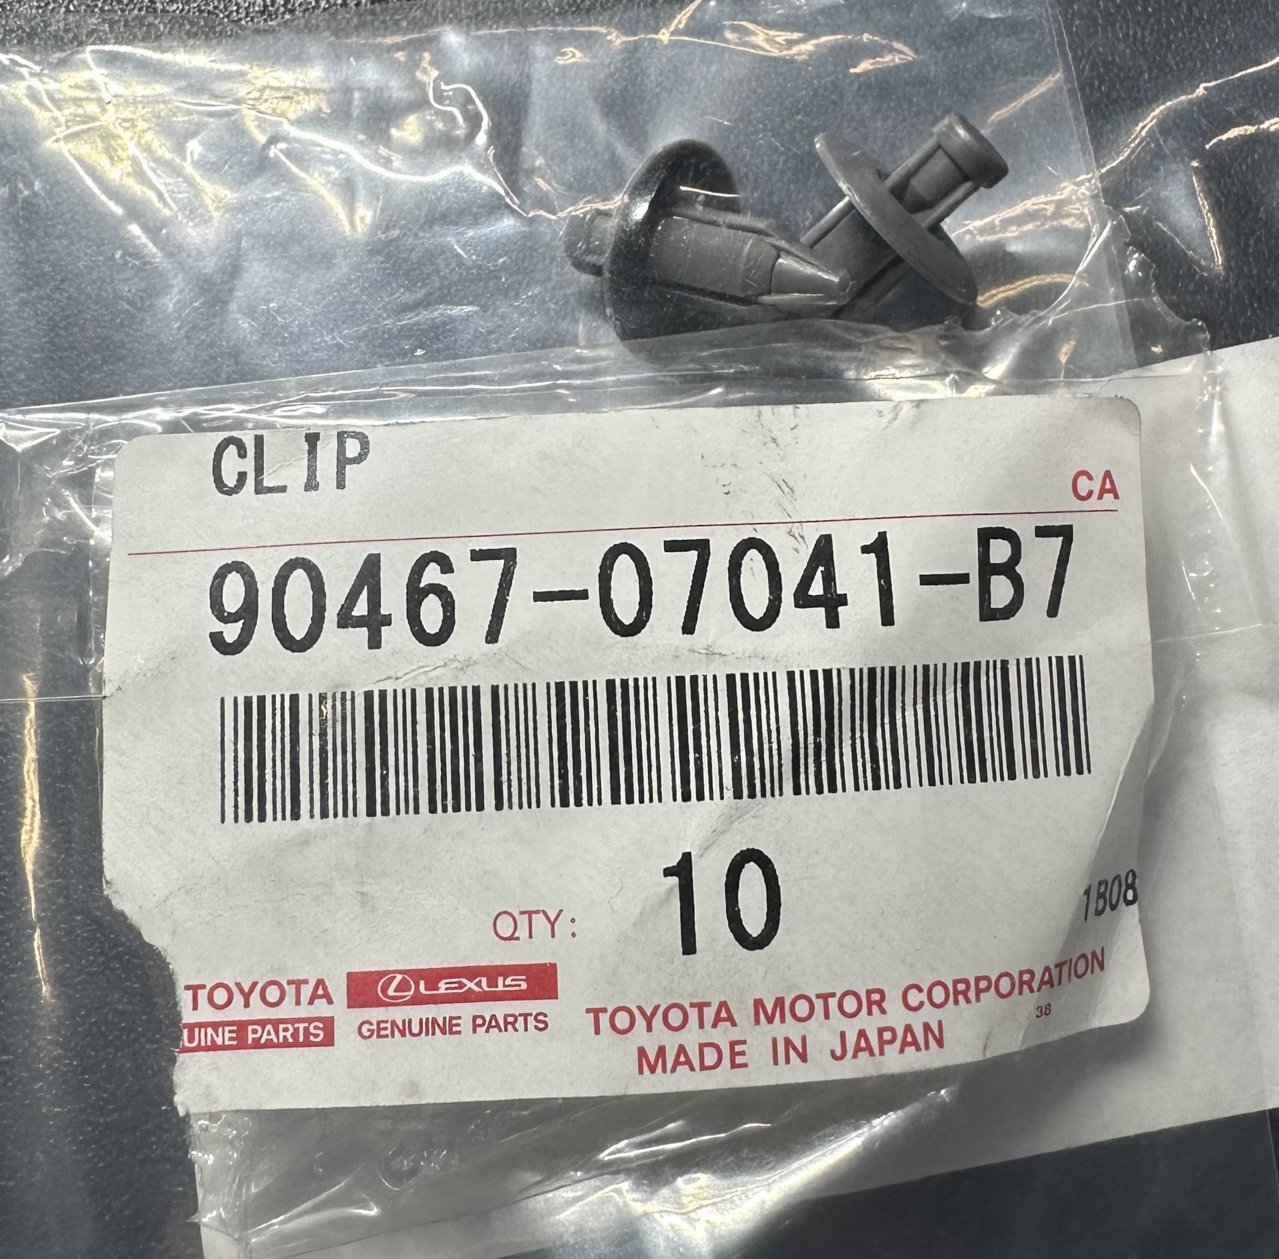 CLIP
CA
90467-07041-B7
QTY: 10
1B08
TOYOTA LEXUS
UINE PARTS GENUINE PARTS
TOYOTA MOTOR CORPORATION
38
MADE IN JAPAN